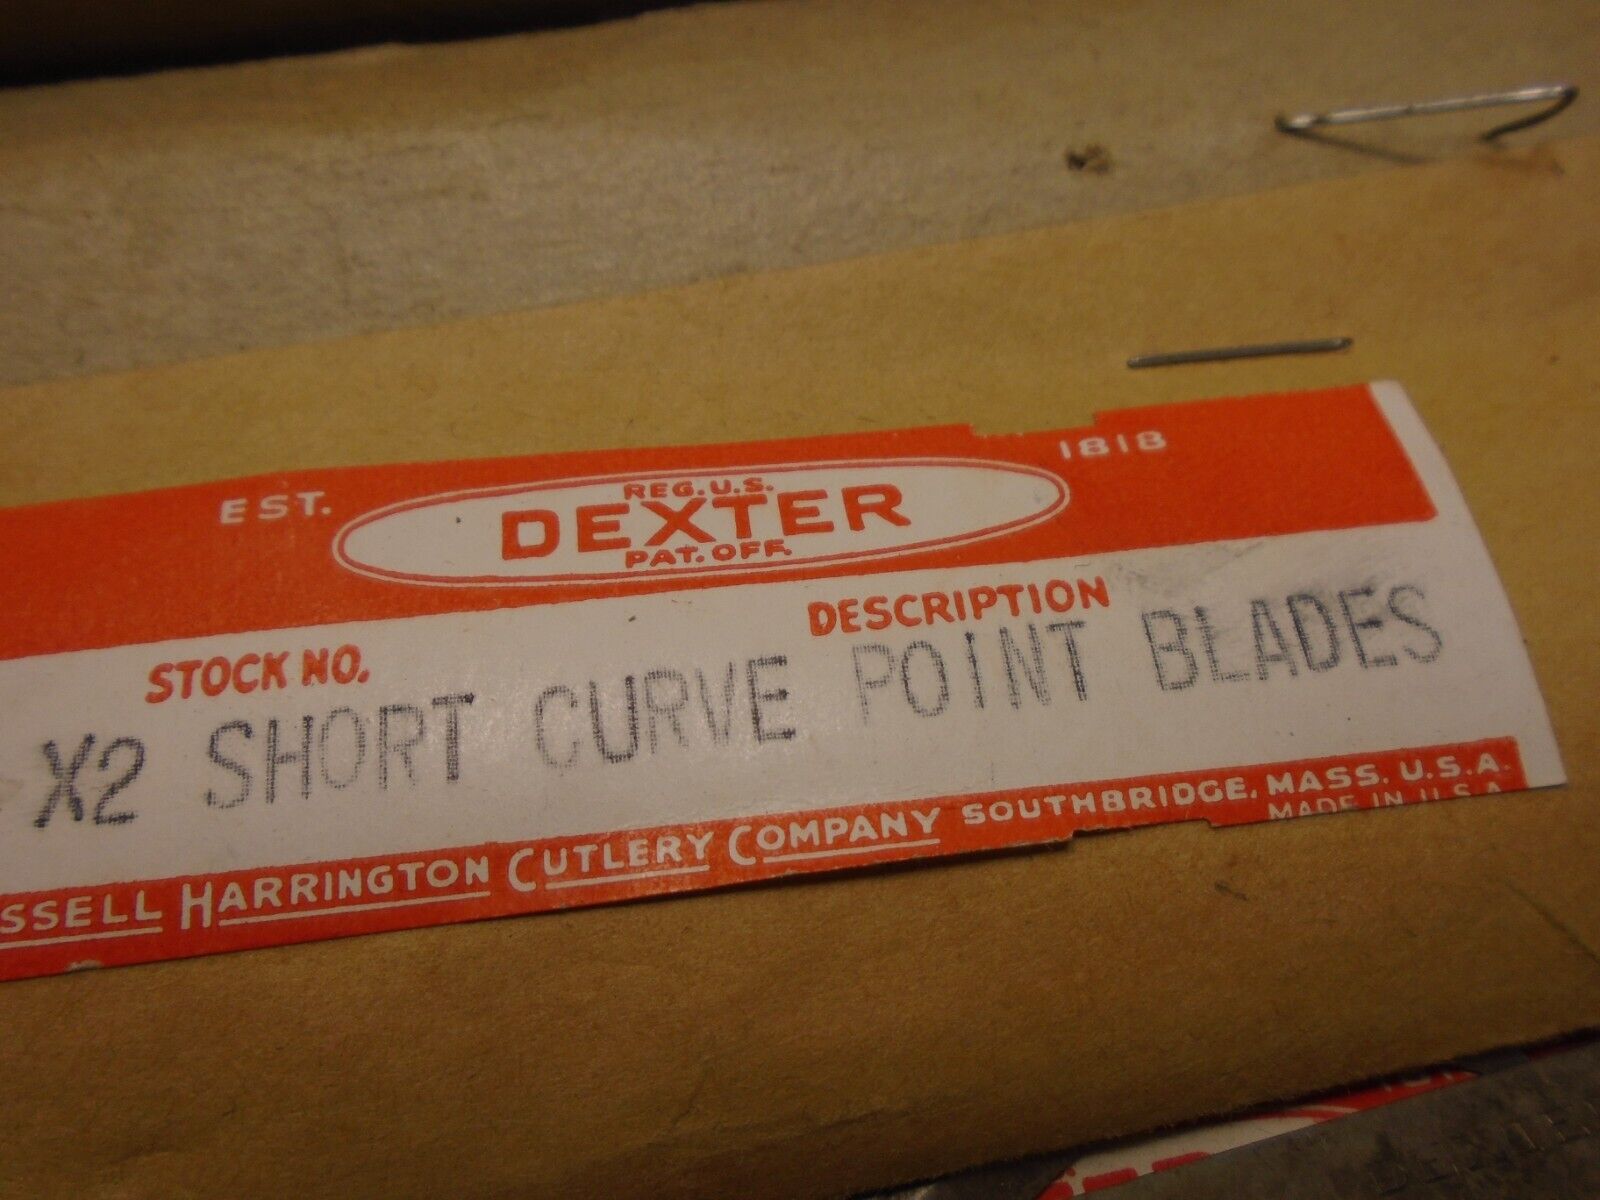 EST. 1818
REG. U.S.
DEXTER
PAT. OFF.
STOCK NO. DESCRIPTION
X2 SHORT CURVE POINT BLADES
SSELL HARRINGTON CUTLERY COMPANY SOUTHBRIDGE, MASS. U.S.A.
MADE IN U.S.A.